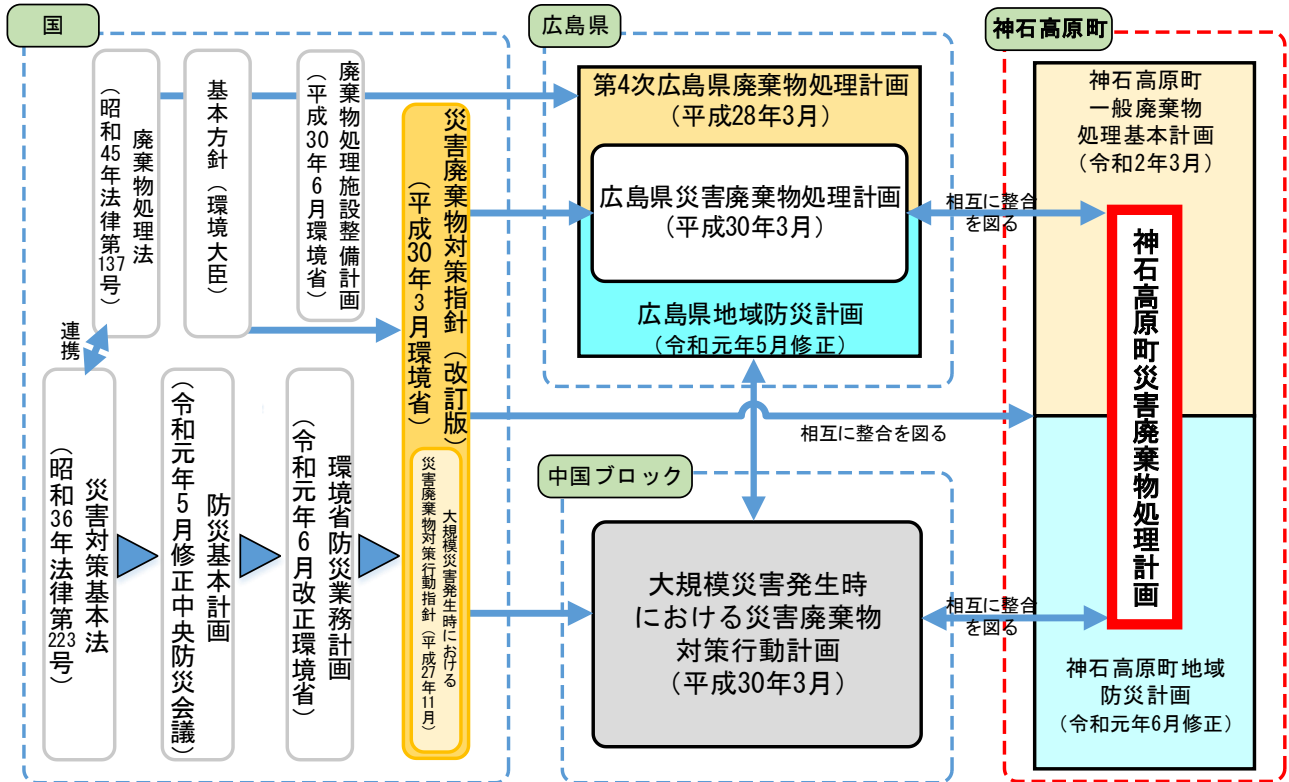 国
廃棄物処理法
(昭和45年法律第137号)
基本方針(環境大臣)
廃棄物処理施設整備計画
(平成30年6月環境省)
連携
災害対策基本法
(昭和36年法律第223号)
防災基本計画
(令和元年5月修正中央防災会議)
環境省防災業務計画
(令和元年6月改正環境省)
災害廃棄物対策指針(改訂版)
(平成30年3月環境省)
大規模災害発生時における
災害廃棄物対策行動指針(平成27年11月)
広島県
第4次広島県廃棄物処理計画
(平成28年3月)
広島県災害廃棄物処理計画
(平成30年3月)
広島県地域防災計画
(令和元年5月修正)
相互に整合
を図る
相互に整合を図る
中国ブロック
大規模災害発生時
における災害廃棄物
対策行動計画
(平成30年3月)
相互に整合
を図る
神石高原町
神石高原町
一般廃棄物
処理基本計画
(令和2年3月)
神石高原町災害廃棄物処理計画
神石高原町地域
防災計画
(令和元年6月修正)